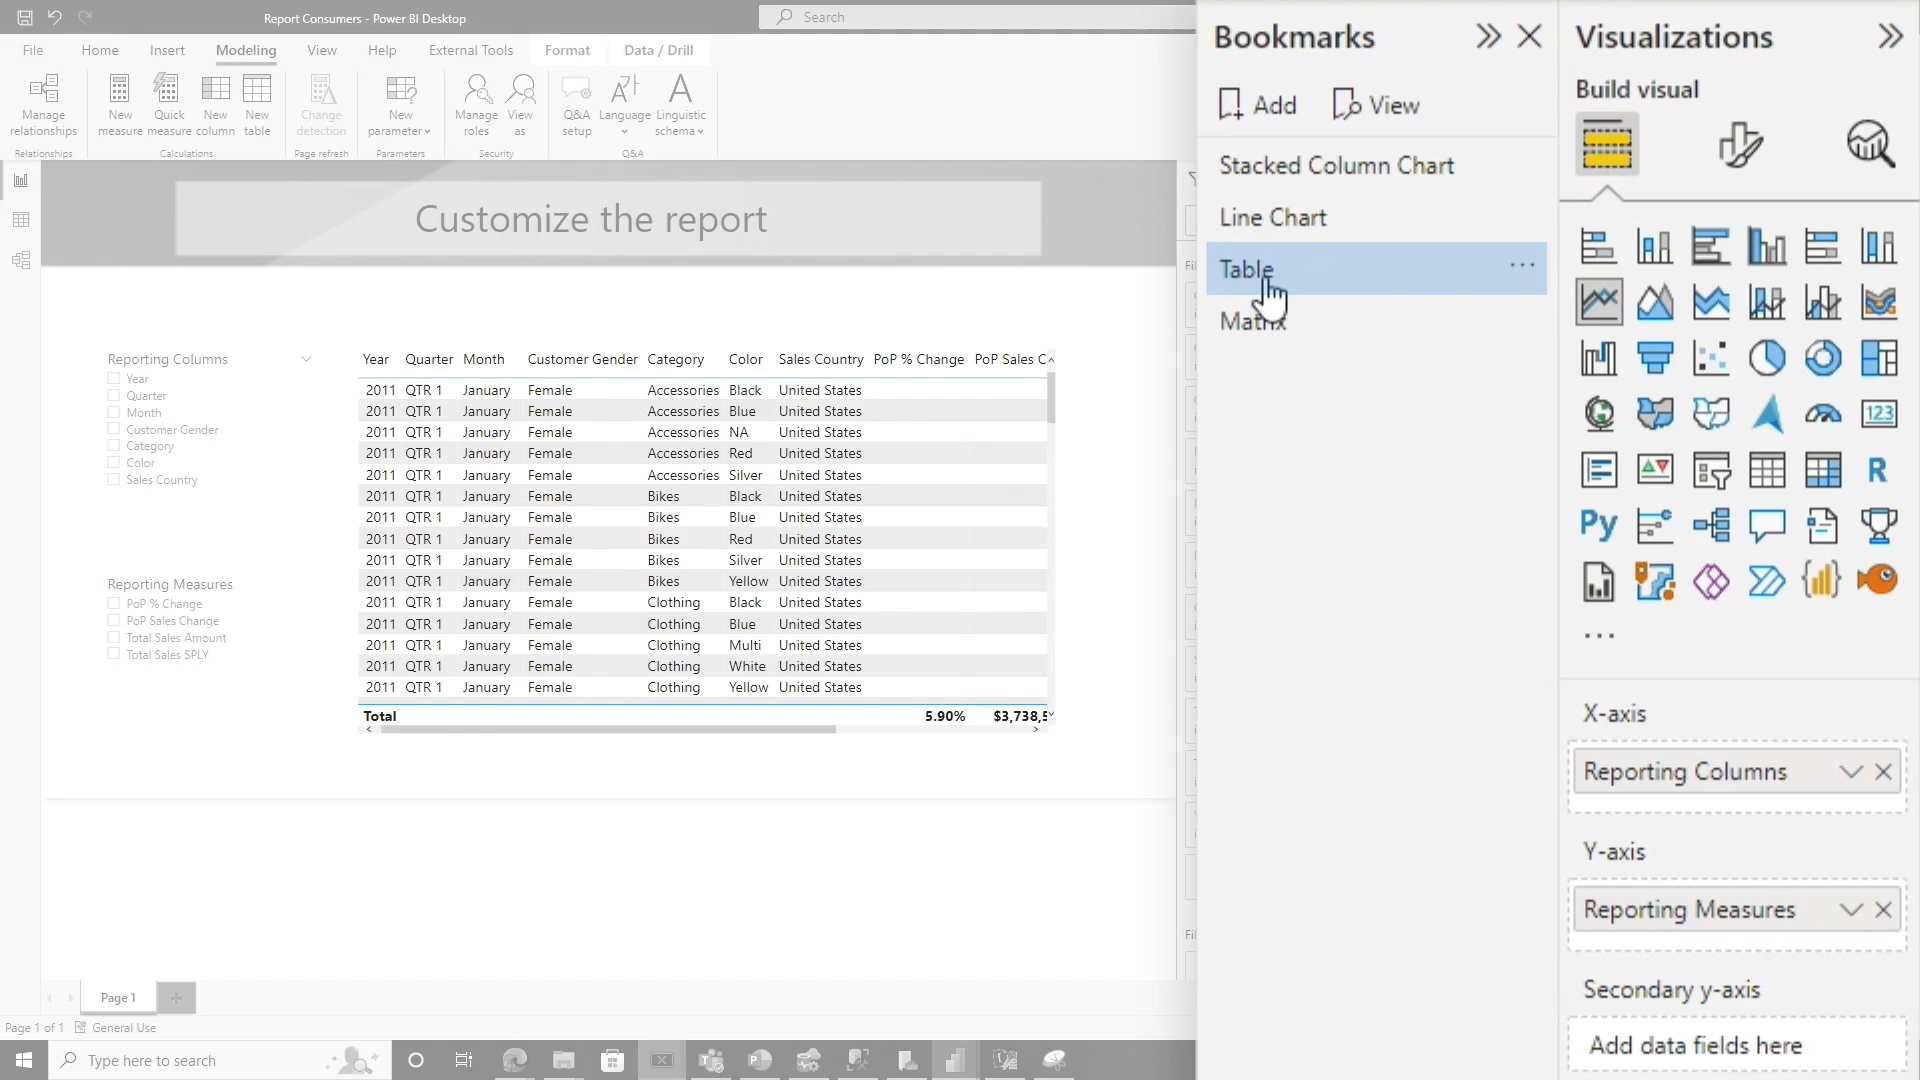 Report Consumers - Power BI Desktop
Search
File Home Insert Modeling View Help External Tools Format Data / Drill
Manage relationships
New measure
Quick measure
New column
New table
Change detection
New parameter
Manage roles
View as
Q&A setup
Language
Linguistic schema
Relationships Calculations Page refresh Parameters Security Q&A
Customize the report
Reporting Columns
Year
Quarter
Month
Customer Gender
Category
Color
Sales Country
Reporting Measures
PoP % Change
PoP Sales Change
Total Sales Amount
Total Sales SPLY
Year Quarter Month Customer Gender Category Color Sales Country PoP % Change PoP Sales C
2011 QTR 1 January Female Accessories Black United States
2011 QTR 1 January Female Accessories Blue United States
2011 QTR 1 January Female Accessories NA United States
2011 QTR 1 January Female Accessories Red United States
2011 QTR 1 January Female Accessories Silver United States
2011 QTR 1 January Female Bikes Black United States
2011 QTR 1 January Female Bikes Blue United States
2011 QTR 1 January Female Bikes Red United States
2011 QTR 1 January Female Bikes Silver United States
2011 QTR 1 January Female Bikes Yellow United States
2011 QTR 1 January Female Clothing Black United States
2011 QTR 1 January Female Clothing Blue United States
2011 QTR 1 January Female Clothing Multi United States
2011 QTR 1 January Female Clothing White United States
2011 QTR 1 January Female Clothing Yellow United States
Total 5.90% $3,738,5
Page 1
Page 1 of 1 General Use
Type here to search
Bookmarks
Add View
Stacked Column Chart
Line Chart
Table
Matrix
Visualizations
Build visual
123
R
Py
X-axis
Reporting Columns
Y-axis
Reporting Measures
Secondary y-axis
Add data fields here